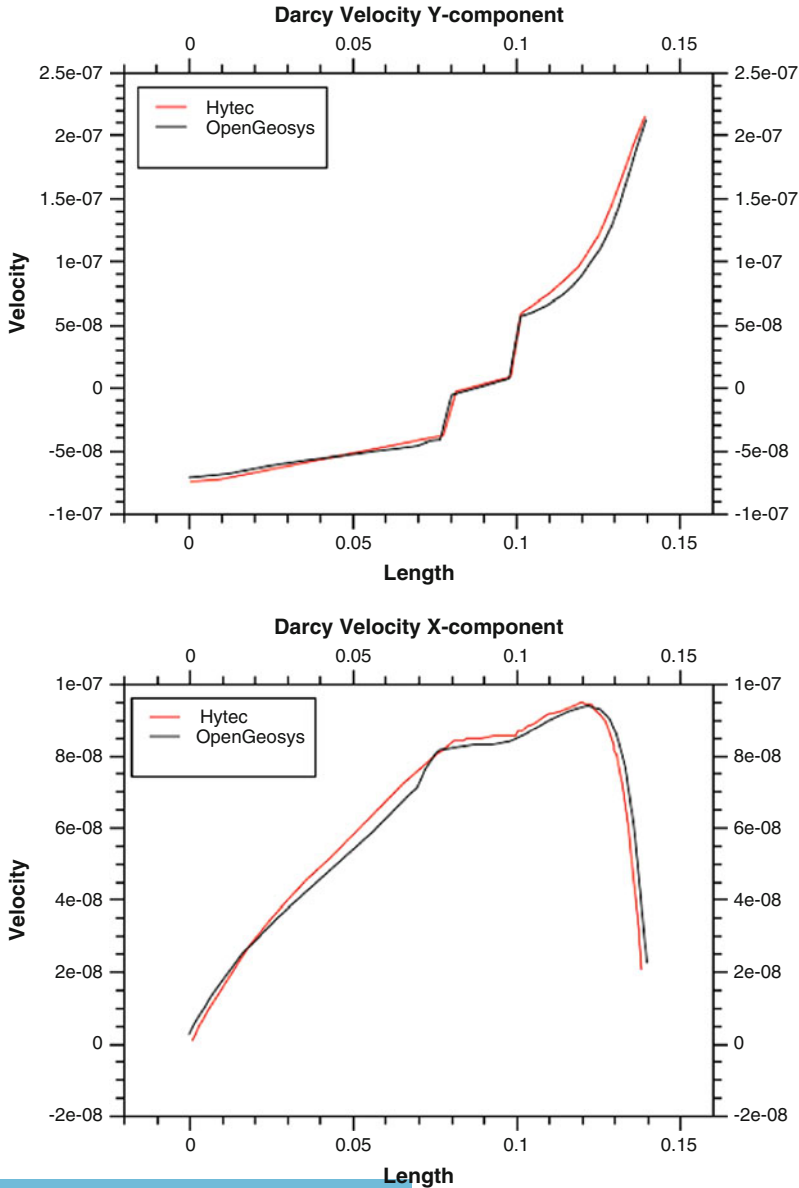 Darcy Velocity Y-component
0 0.05 0.1 0.15
2.5e-07 2.5e-07
Hytec
OpenGeosys
2e-07 2e-07
1.5e-07 1.5e-07
1e-07 1e-07
Velocity
5e-08 5e-08
0 0
-5e-08 -5e-08
-1e-07 -1e-07
0 0.05 0.1 0.15
Length
Darcy Velocity X-component
0 0.05 0.1 0.15
1e-07 1e-07
Hytec
OpenGeosys
8e-08 8e-08
6e-08 6e-08
Velocity
4e-08 4e-08
2e-08 2e-08
0 0
-2e-08 -2e-08
0 0.05 0.1 0.15
Length